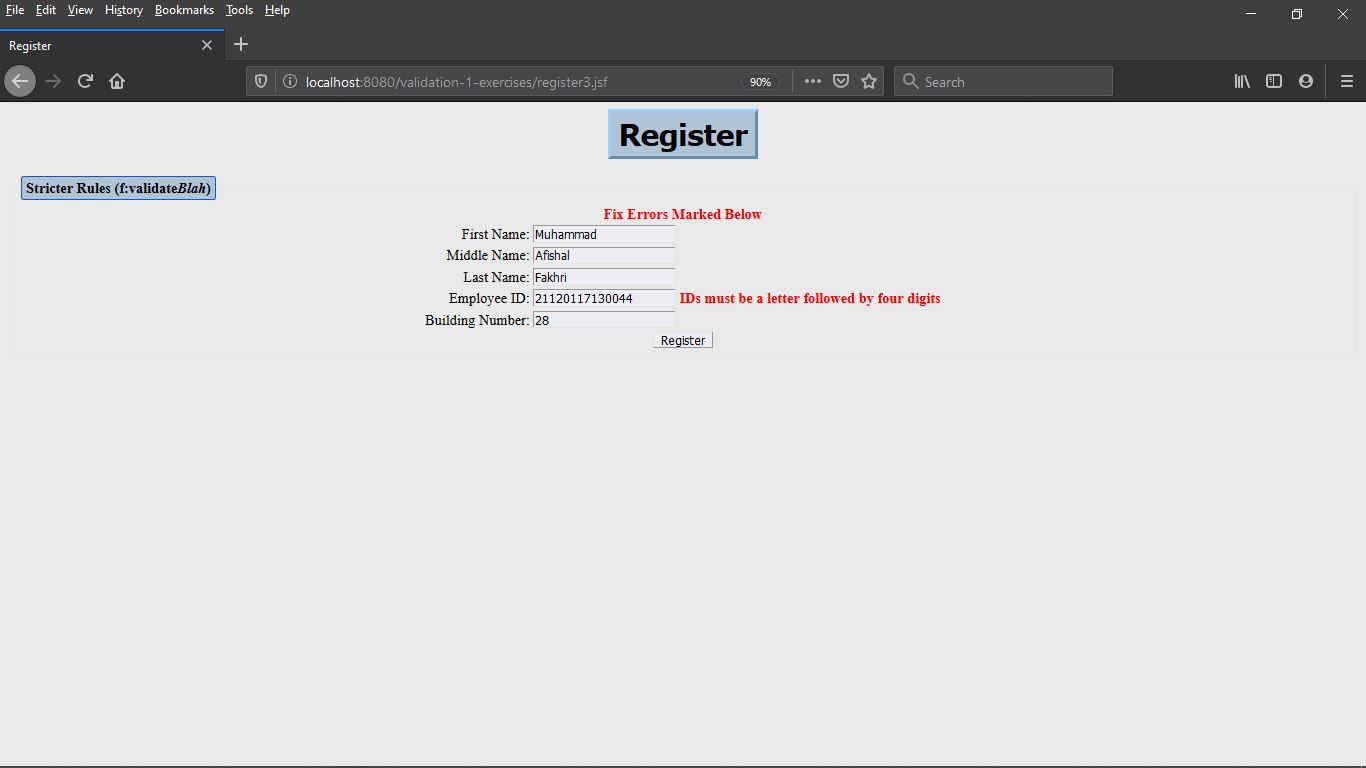 File Edit View History Bookmarks Tools Help
Register
localhost:8080/validation-1-exercises/register3.jsf 90% Search
Register
Stricter Rules (f:validateBlah)
Fix Errors Marked Below
First Name: Muhammad
Middle Name: Afishal
Last Name: Fakhri
Employee ID: 21120117130044 IDs must be a letter followed by four digits
Building Number: 28
Register